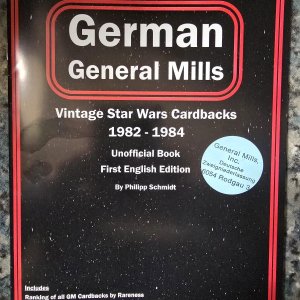 German
General Mills
Vintage Star Wars Cardbacks
1982 - 1984
Unofficial Book
First English Edition
By Philipp Schmidt
General Mills,
Inc.
Deutsche
Zweigniederlassung
6054 Rodgau 3
Includes
Ranking of all GM Cardbacks by Rareness